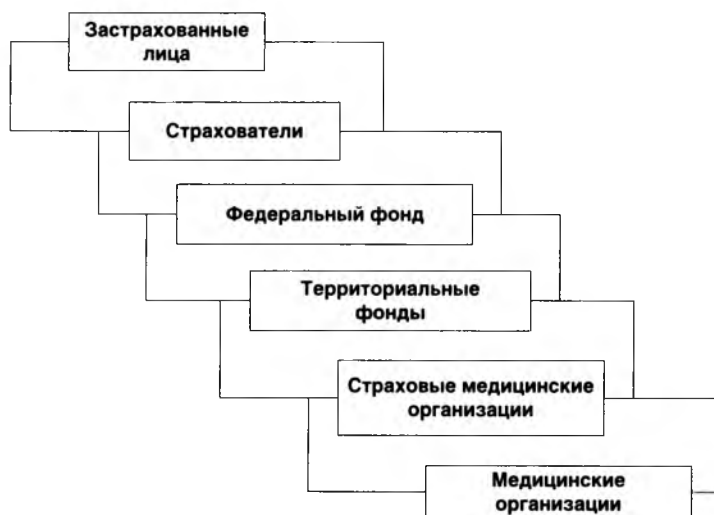 Застрахованные
лица
Страхователи
Федеральный фонд
Территориальные
фонды
Страховые медицинские
организации
Медицинские
организации